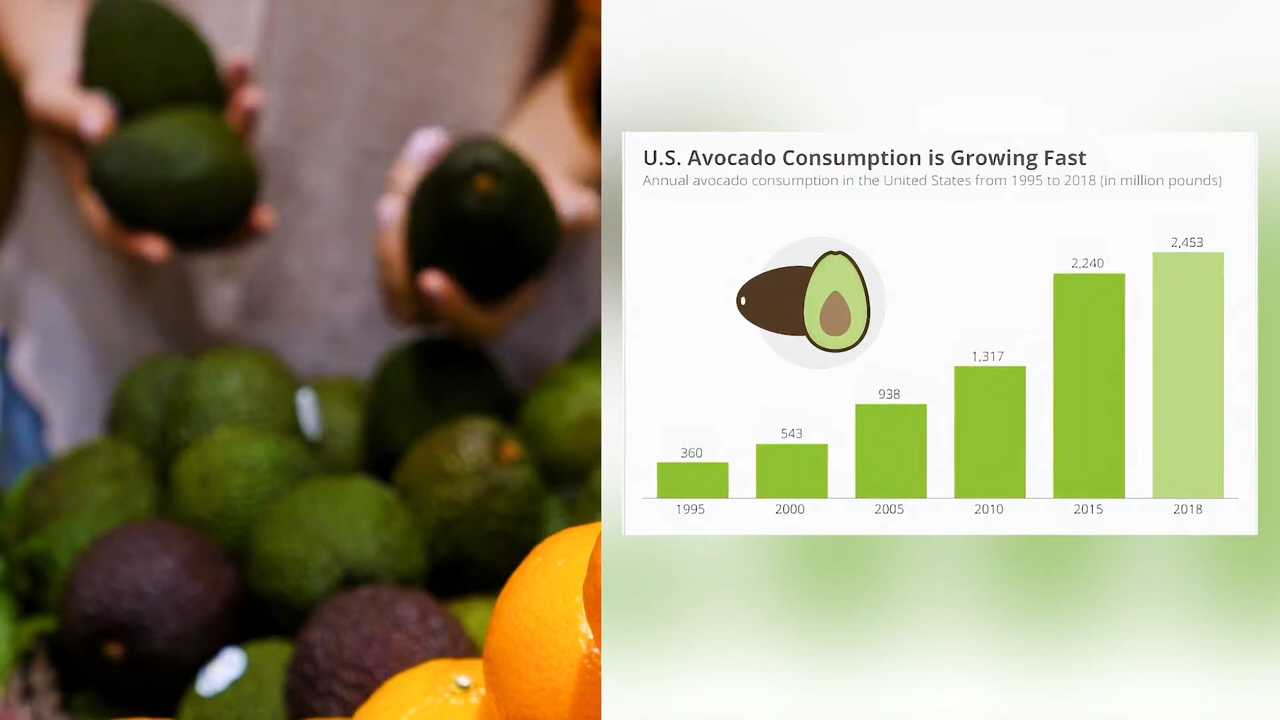 U.S. Avocado Consumption is Growing Fast
Annual avocado consumption in the United States from 1995 to 2018 (in million pounds)
2,453
2,240
1,317
938
543
360
1995 2000 2005 2010 2015 2018